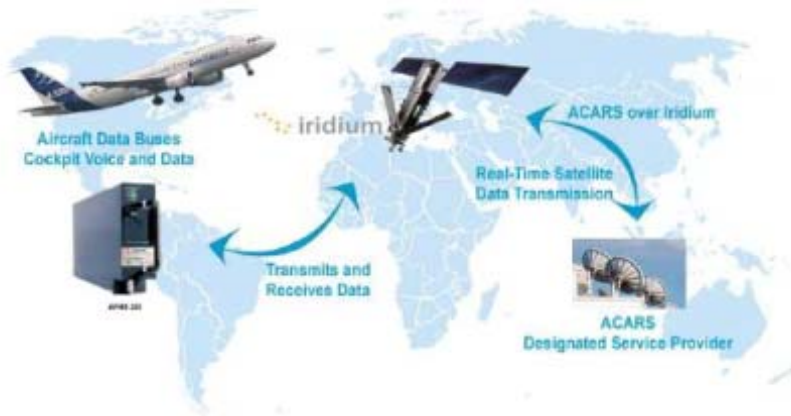 Aircraft Data Buses
Cockpit Voice and Data
iridium
ACARS over Iridium
Real-Time Satellite
Data Transmission
Transmits and
Receives Data
ACARS
Designated Service Provider